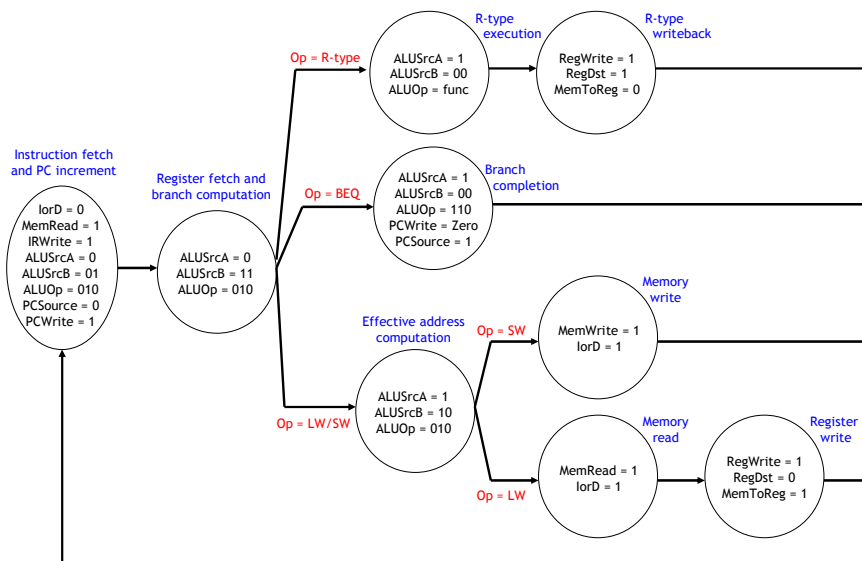 Instruction fetch
and PC increment
IorD = 0
MemRead = 1
IRWrite = 1
ALUSrcA = 0
ALUSrcB = 01
ALUOp = 010
PCSource = 0
PCWrite = 1
Register fetch and
branch computation
ALUSrcA = 0
ALUSrcB = 11
ALUOp = 010
Op = R-type
R-type
execution
ALUSrcA = 1
ALUSrcB = 00
ALUOp = func
R-type
writeback
RegWrite = 1
RegDst = 1
MemToReg = 0
Op = BEQ
Branch
completion
ALUSrcA = 1
ALUSrcB = 00
ALUOp = 110
PCWrite = Zero
PCSource = 1
Op = LW/SW
Effective address
computation
ALUSrcA = 1
ALUSrcB = 10
ALUOp = 010
Op = SW
Memory
write
MemWrite = 1
IorD = 1
Op = LW
Memory
read
MemRead = 1
IorD = 1
Register
write
RegWrite = 1
RegDst = 0
MemToReg = 1